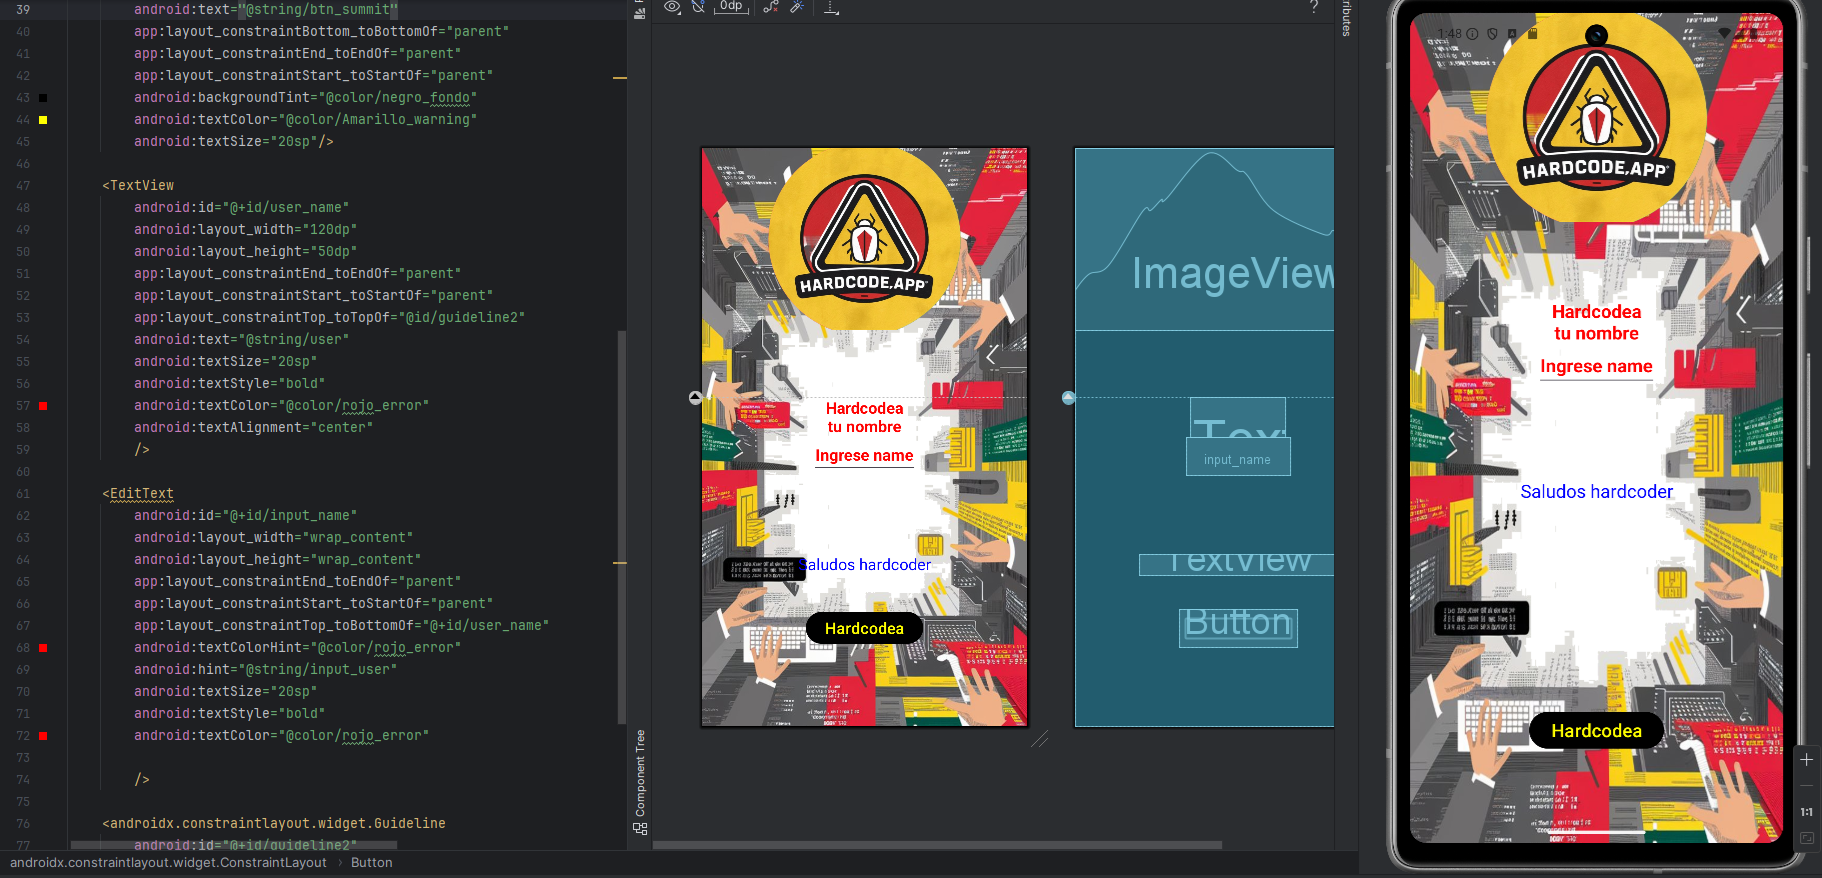 39 android:text="@string/btn_summit"
40 app:layout_constraintBottom_toBottomOf="parent"
41 app:layout_constraintEnd_toEndOf="parent"
42 app:layout_constraintStart_toStartOf="parent"
43 android:backgroundTint="@color/negro_fondo"
44 android:textColor="@color/Amarillo_warning"
45 android:textSize="20sp"/>
46
47 <TextView
48 android:id="@+id/user_name"
49 android:layout_width="120dp"
50 android:layout_height="50dp"
51 app:layout_constraintEnd_toEndOf="parent"
52 app:layout_constraintStart_toStartOf="parent"
53 app:layout_constraintTop_toTopOf="@id/guideline2"
54 android:text="@string/user"
55 android:textSize="20sp"
56 android:textStyle="bold"
57 android:textColor="@color/rojo_error"
58 android:textAlignment="center"
59 />
60
61 <EditText
62 android:id="@+id/input_name"
63 android:layout_width="wrap_content"
64 android:layout_height="wrap_content"
65 app:layout_constraintEnd_toEndOf="parent"
66 app:layout_constraintStart_toStartOf="parent"
67 app:layout_constraintTop_toBottomOf="@+id/user_name"
68 android:textColorHint="@color/rojo_error"
69 android:hint="@string/input_user"
70 android:textSize="20sp"
71 android:textStyle="bold"
72 android:textColor="@color/rojo_error"
73
74 />
75
76 <androidx.constraintlayout.widget.Guideline
77 android:id="@+id/guideline2"
androidx.constraintlayout.widget.ConstraintLayout › Button
Component Tree
0dp
?
ributes
HARDCODE.APP
Hardcodea
tu nombre
Ingrese name
Saludos hardcoder
Hardcodea
ImageView
Text
input_name
TextView
Button
1:48
HARDCODE.APP
Hardcodea
tu nombre
Ingrese name
Saludos hardcoder
Hardcodea
1:1